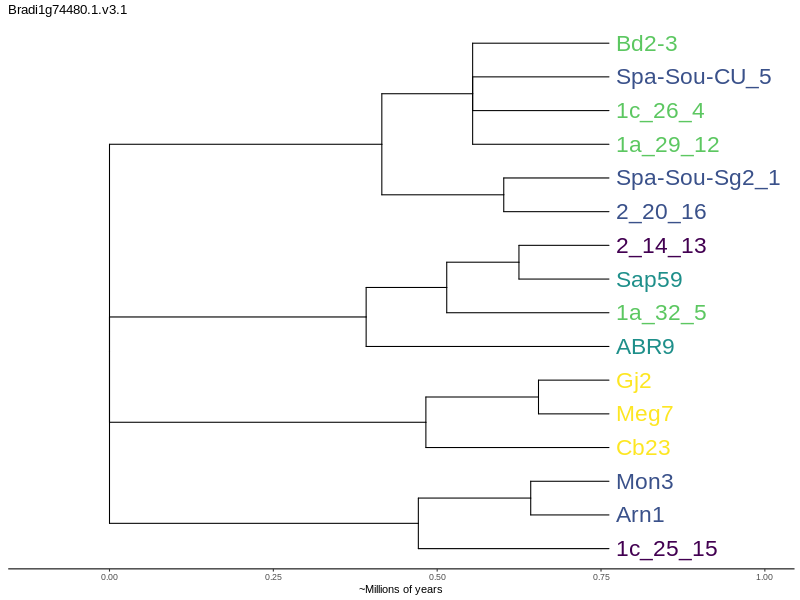 Bradi1g74480.1.v3.1
Bd2-3
Spa-Sou-CU_5
1c_26_4
1a_29_12
Spa-Sou-Sg2_1
2_20_16
2_14_13
Sap59
1a_32_5
ABR9
Gj2
Meg7
Cb23
Mon3
Arn1
1c_25_15
0.00 0.25 0.50 0.75 1.00
~Millions of years